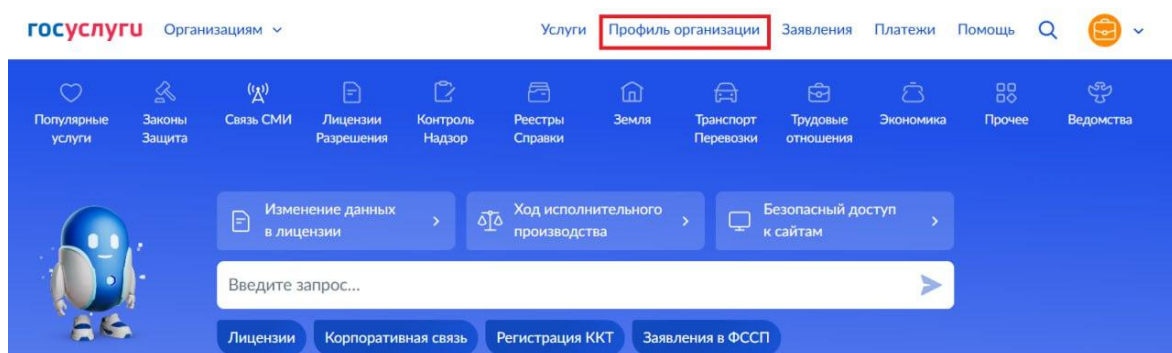 госуслуги Организациям Услуги Профиль организации Заявления Платежи Помощь
Популярные услуги
Законы Защита
Связь СМИ
Лицензии Разрешения
Контроль Надзор
Реестры Справки
Земля
Транспорт Перевозки
Трудовые отношения
Экономика
Прочее
Ведомства
Изменение данных
в лицензии
Ход исполнительного
производства
Безопасный доступ
к сайтам
Введите запрос...
Лицензии Корпоративная связь Регистрация ККТ Заявления в ФССП